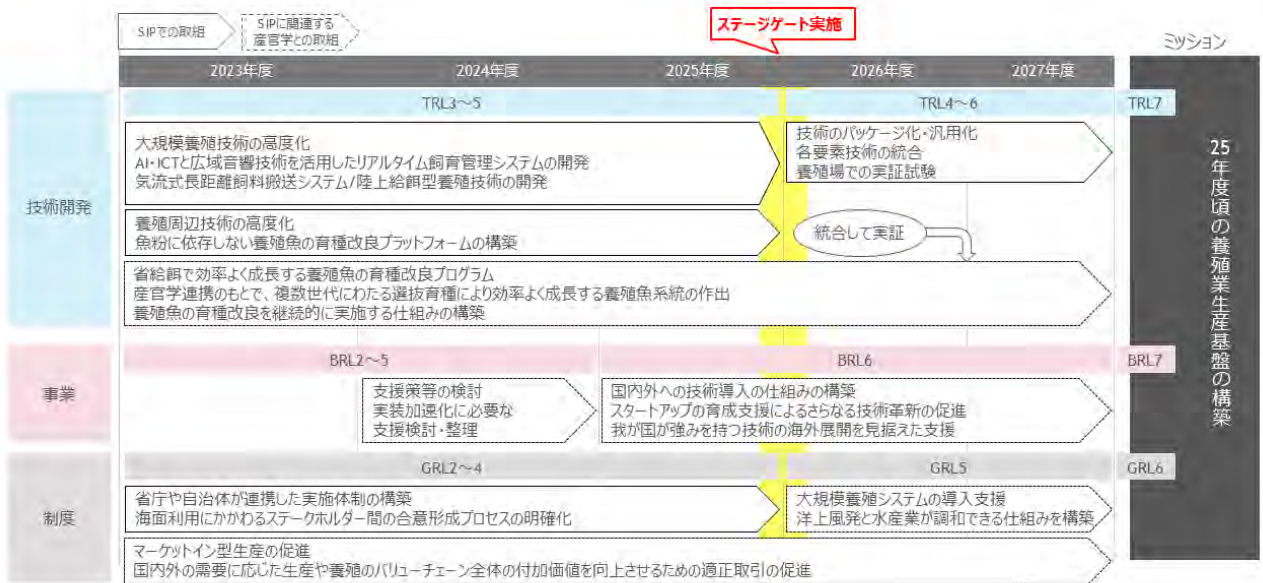 SIPでの取組
SIPに関連する
産官学との取組
ステージゲート実施
ミッション
2023年度
2024年度
2025年度
2026年度
2027年度
技術開発
TRL3～5
TRL4～6
TRL7
大規模養殖技術の高度化
AI・ICTと広域音響技術を活用したリアルタイム飼育管理システムの開発
気流式長距離飼料搬送システム/陸上給餌型養殖技術の開発
技術のパッケージ化・汎用化
各要素技術の統合
養殖場での実証試験
養殖周辺技術の高度化
魚粉に依存しない養殖魚の育種改良プラットフォームの構築
統合して実証
省給餌で効率よく成長する養殖魚の育種改良プログラム
産官学連携のもとで、複数世代にわたる選抜育種により効率よく成長する養殖魚系統の作出
養殖魚の育種改良を継続的に実施する仕組みの構築
25年度頃の養殖業生産基盤の構築
事業
BRL2～5
BRL6
BRL7
支援策等の検討
実装加速化に必要な
支援検討・整理
国内外への技術導入の仕組みの構築
スタートアップの育成支援によるさらなる技術革新の促進
我が国が強みを持つ技術の海外展開を見据えた支援
制度
GRL2～4
GRL5
GRL6
省庁や自治体が連携した実施体制の構築
海面利用にかかわるステークホルダー間の合意形成プロセスの明確化
大規模養殖システムの導入支援
洋上風発と水産業が調和できる仕組みを構築
マーケットイン型生産の促進
国内外の需要に応じた生産や養殖のバリューチェーン全体の付加価値を向上させるための適正取引の促進